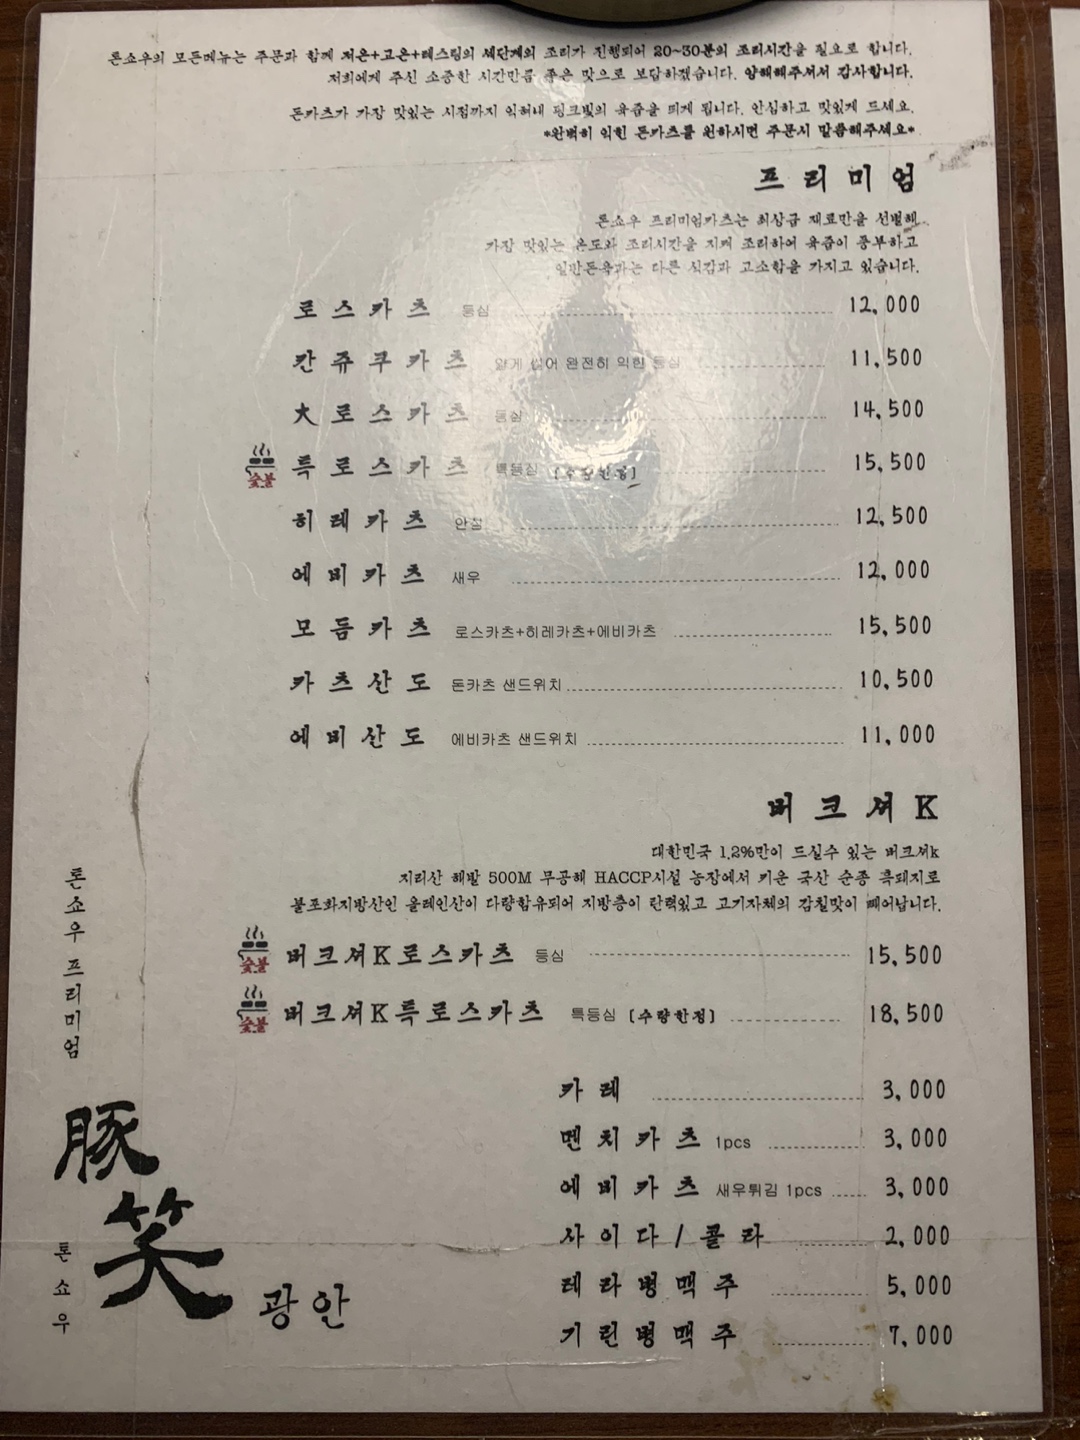 톤쇼우의 모든메뉴는 주문과 함께 저온+고온+레스팅의 세단계의 조리가 진행되어 20~30분의 조리시간을 필요로 합니다.
저희에게 주신 소중한 시간만큼 좋은 맛으로 보답하겠습니다. 양해해주셔서 감사합니다.
돈카츠가 가장 맛있는 시점까지 익혀내 핑크빛의 육즙을 띄게 됩니다. 안심하고 맛있게 드세요.
*완벽히 익힌 돈카츠를 원하시면 주문시 말씀해주세요*
프리미엄
톤쇼우 프리미엄카츠는 최상급 재료만을 선별해
가장 맛있는 온도와 조리시간을 지켜 조리하여 육즙이 풍부하고
일반돈육과는 다른 식감과 고소함을 가지고 있습니다.
로스카츠 등심 12,000
칸쥬쿠카츠 얇게 썰어 완전히 익힌 등심 11,500
大로스카츠 등심 14,500
숯불 특로스카츠 특등심 [수량한정] 15,500
히레카츠 안심 12,500
에비카츠 새우 12,000
모듬카츠 로스카츠+히레카츠+에비카츠 15,500
카츠산도 돈카츠 샌드위치 10,500
에비산도 에비카츠 샌드위치 11,000
버크셔K
대한민국 1.2%만이 드실수 있는 버크셔k
지리산 해발 500M 무공해 HACCP시설 농장에서 키운 국산 순종 흑돼지로
불포화지방산인 올레인산이 다량함유되어 지방층이 탄력있고 고기자체의 감칠맛이 뛰어납니다.
숯불 버크셔K로스카츠 등심 15,500
숯불 버크셔K특로스카츠 특등심 [수량한정] 18,500
카레 3,000
멘치카츠 1pcs 3,000
에비카츠 새우튀김 1pcs 3,000
사이다/콜라 2,000
테라병맥주 5,000
기린병맥주 7,000
톤쇼우 프리미엄
豚笑
톤쇼우
광안